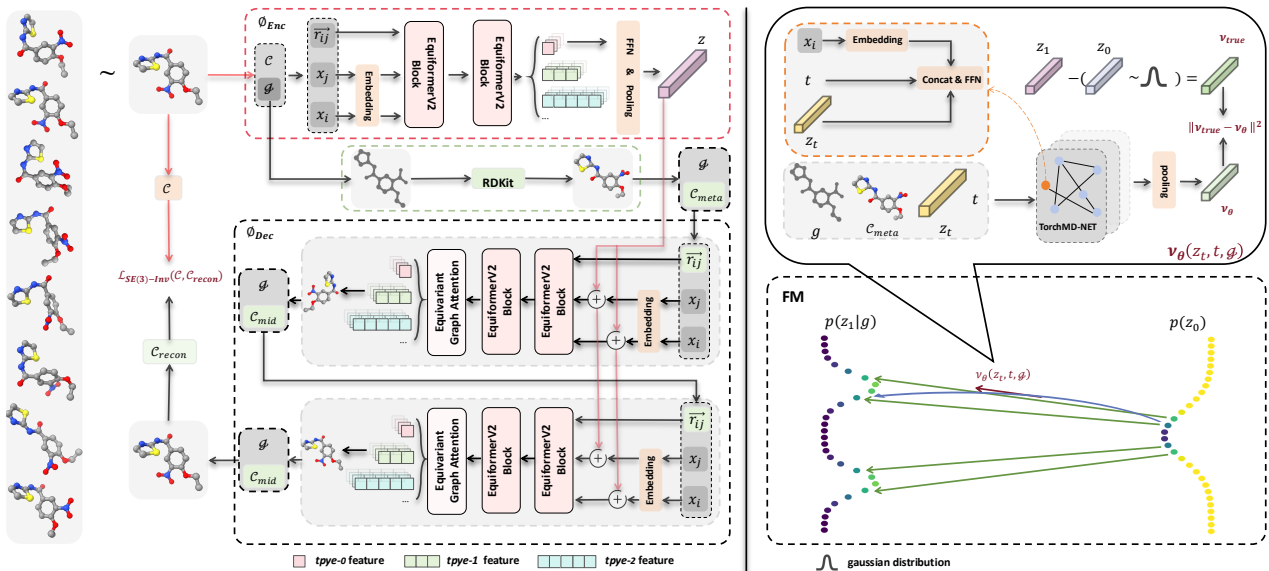 ~
𝒞
ℒ_SE(3)−Inv(𝒞, 𝒞_recon)
𝒞_recon
∅_Enc
𝒞
ℊ
r_ij
x_j
x_i
Embedding
EquiformerV2
Block
EquiformerV2
Block
...
FFN & Pooling
z
RDKit
ℊ
𝒞_meta
∅_Dec
ℊ
𝒞_mid
...
Equivariant
Graph Attention
EquiformerV2
Block
EquiformerV2
Block
+
+
Embedding
r_ij
x_j
x_i
ℊ
𝒞_mid
...
Equivariant
Graph Attention
EquiformerV2
Block
EquiformerV2
Block
+
+
Embedding
r_ij
x_j
x_i
tpye-0 feature
tpye-1 feature
tpye-2 feature
x_i
Embedding
t
Concat & FFN
z_t
z_1
z_0
−(
~
) =
v_true
‖v_true − v_θ‖²
v_θ
g
𝒞_meta
z_t
t
TorchMD-NET
pooling
v_θ(z_t, t, ℊ)
FM
p(z_1|g)
p(z_0)
v_θ(z_t, t, ℊ)
gaussian distribution